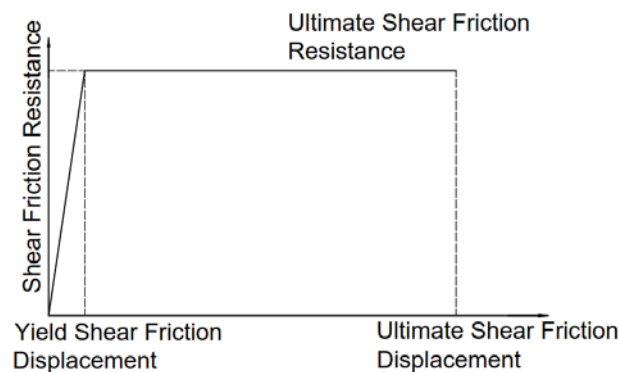 Ultimate Shear Friction
Resistance
Shear Friction Resistance
Yield Shear Friction
Displacement
Ultimate Shear Friction
Displacement